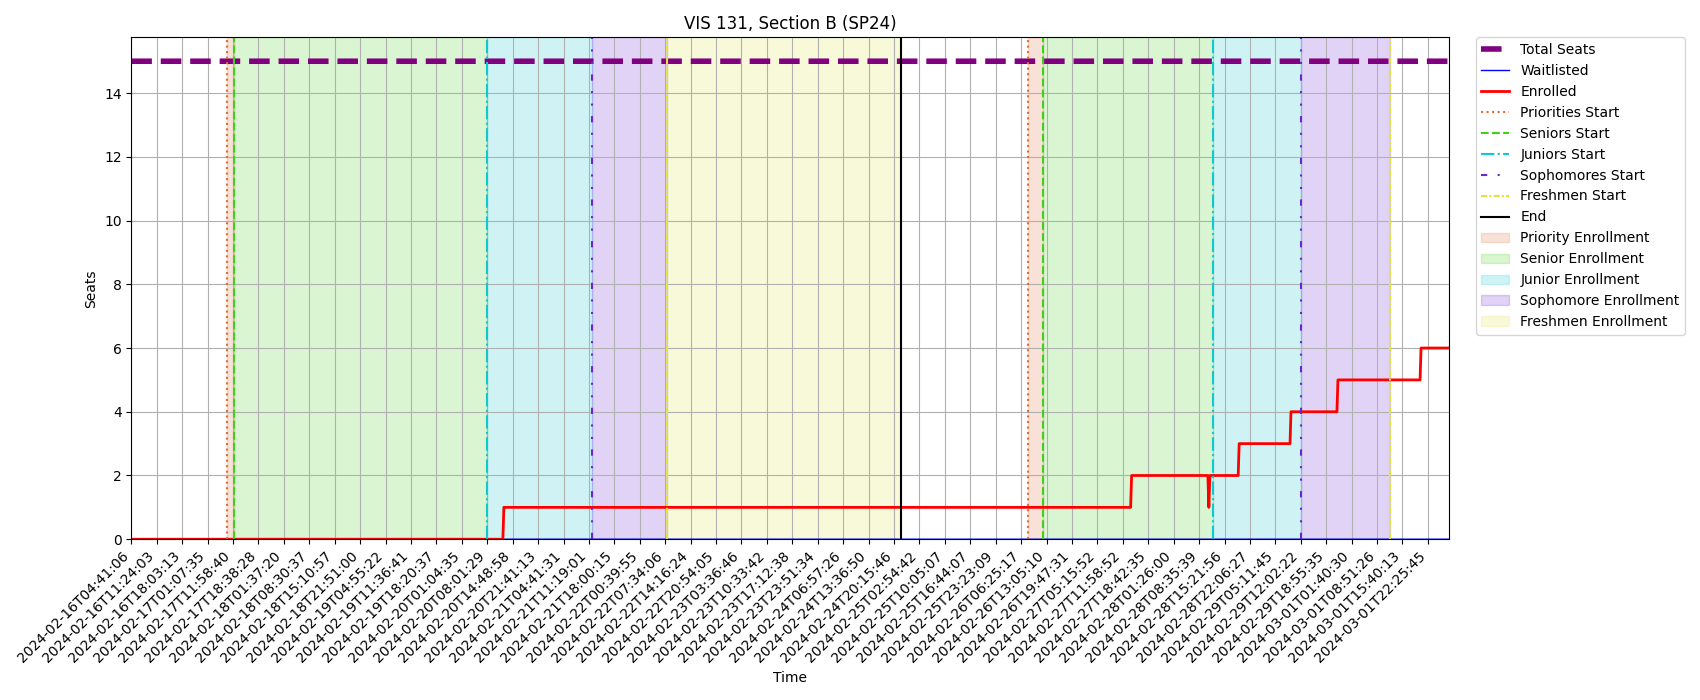 VIS 131, Section B (SP24)
Total Seats
Waitlisted
Enrolled
Priorities Start
Seniors Start
Juniors Start
Sophomores Start
Freshmen Start
End
Priority Enrollment
Senior Enrollment
Junior Enrollment
Sophomore Enrollment
Freshmen Enrollment
Seats
14
12
10
8
6
4
2
0
2024-02-16T04:41:06
2024-02-16T11:24:03
2024-02-16T18:03:13
2024-02-17T01:07:35
2024-02-17T11:58:40
2024-02-17T18:38:28
2024-02-18T01:37:20
2024-02-18T08:30:37
2024-02-18T15:10:57
2024-02-18T21:51:00
2024-02-19T04:55:22
2024-02-19T11:36:41
2024-02-19T18:20:37
2024-02-20T01:04:35
2024-02-20T08:01:29
2024-02-20T14:48:58
2024-02-20T21:41:13
2024-02-21T04:41:31
2024-02-21T11:19:01
2024-02-21T18:00:15
2024-02-22T00:39:55
2024-02-22T07:34:06
2024-02-22T14:16:24
2024-02-22T20:54:05
2024-02-23T03:36:46
2024-02-23T10:33:42
2024-02-23T17:12:38
2024-02-23T23:51:34
2024-02-24T06:57:26
2024-02-24T13:36:50
2024-02-24T20:15:46
2024-02-25T02:54:42
2024-02-25T10:05:07
2024-02-25T16:44:07
2024-02-25T23:23:09
2024-02-26T06:25:17
2024-02-26T13:05:10
2024-02-26T19:47:31
2024-02-27T05:15:52
2024-02-27T11:58:52
2024-02-27T18:42:35
2024-02-28T01:26:00
2024-02-28T08:35:39
2024-02-28T15:21:56
2024-02-28T22:06:27
2024-02-29T05:11:45
2024-02-29T12:02:22
2024-02-29T18:55:35
2024-03-01T01:40:30
2024-03-01T08:51:26
2024-03-01T15:40:13
2024-03-01T22:25:45
Time